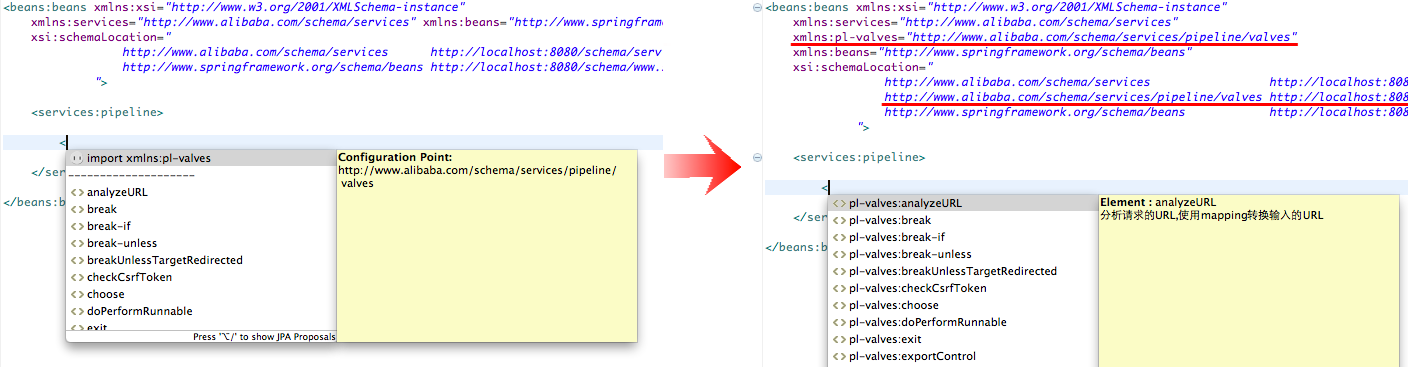 <beans:beans xmlns:xsi="http://www.w3.org/2001/XMLSchema-instance"
xmlns:services="http://www.alibaba.com/schema/services" xmlns:beans="http://www.springframe
xsi:schemaLocation="
http://www.alibaba.com/schema/services http://localhost:8080/schema/serv
http://www.springframework.org/schema/beans http://localhost:8080/schema/www.
">
<services:pipeline>
<
import xmlns:pl-valves
--------------------
<> analyzeURL
<> break
<> break-if
<> break-unless
<> breakUnlessTargetRedirected
<> checkCsrfToken
<> choose
<> doPerformRunnable
<> exit
Press '⌥/' to show JPA Proposals
Configuration Point:
http://www.alibaba.com/schema/services/pipeline/
valves
</se
</beans:b
<beans:beans xmlns:xsi="http://www.w3.org/2001/XMLSchema-instance"
xmlns:services="http://www.alibaba.com/schema/services"
xmlns:pl-valves="http://www.alibaba.com/schema/services/pipeline/valves"
xmlns:beans="http://www.springframework.org/schema/beans"
xsi:schemaLocation="
http://www.alibaba.com/schema/services http://localhost:808
http://www.alibaba.com/schema/services/pipeline/valves http://localhost:808
http://www.springframework.org/schema/beans http://localhost:808
">
<services:pipeline>
<
<> pl-valves:analyzeURL
<> pl-valves:break
<> pl-valves:break-if
<> pl-valves:break-unless
<> pl-valves:breakUnlessTargetRedirected
<> pl-valves:checkCsrfToken
<> pl-valves:choose
<> pl-valves:doPerformRunnable
<> pl-valves:exit
<> pl-valves:exportControl
Element : analyzeURL
分析请求的URL,使用mapping转换输入的URL
</se
</beans:b